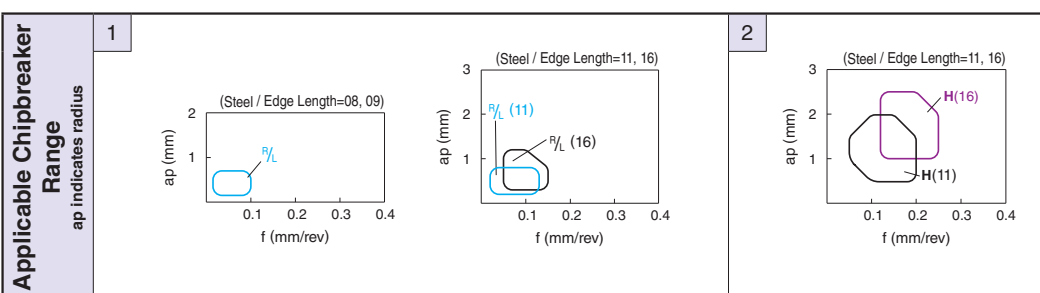 Applicable Chipbreaker
Range
ap indicates radius
1
(Steel / Edge Length=08, 09)
2
1
ap (mm)
R/L
0.1 0.2 0.3 0.4
f (mm/rev)
(Steel / Edge Length=11, 16)
3
2
1
ap (mm)
R/L (11)
R/L (16)
0.1 0.2 0.3 0.4
f (mm/rev)
2
(Steel / Edge Length=11, 16)
3
2
1
ap (mm)
H(16)
H(11)
0.1 0.2 0.3 0.4
f (mm/rev)